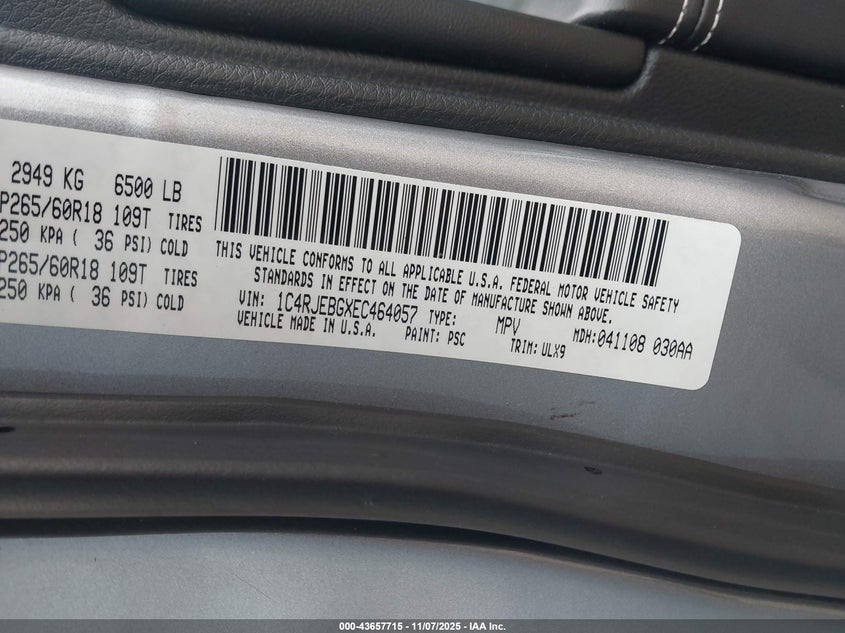 2949 KG 6500 LB
P265/60R18 109T TIRES
250 KPA ( 36 PSI) COLD
P265/60R18 109T TIRES
250 KPA ( 36 PSI) COLD
THIS VEHICLE CONFORMS TO ALL APPLICABLE U.S.A. FEDERAL MOTOR VEHICLE SAFETY
STANDARDS IN EFFECT ON THE DATE OF MANUFACTURE SHOWN ABOVE.
VIN: 1C4RJEBGXEC464057 TYPE: MPV MDH:041108 030AA
VEHICLE MADE IN U.S.A. PAINT: PSC TRIM: ULX9
000-43657715 - 11/07/2025 - IAA Inc.